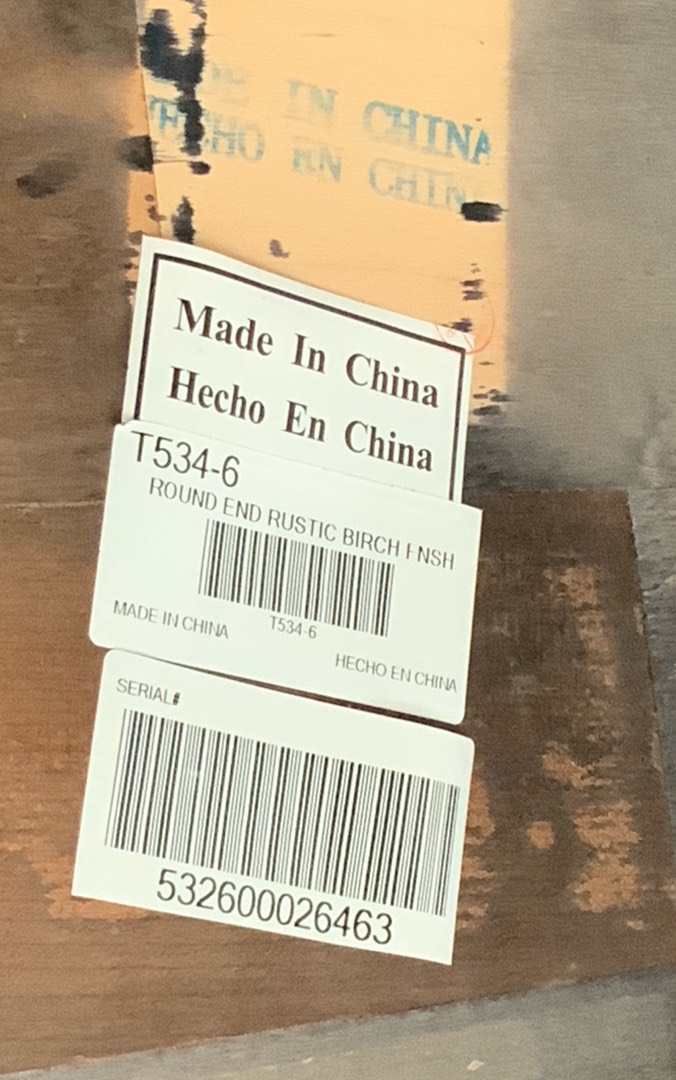 IN CHINA
HECHO EN CHINA
Made In China
Hecho En China
T534-6
ROUND END RUSTIC BIRCH FNSH
T534-6
MADE IN CHINA
HECHO EN CHINA
SERIAL#
532600026463